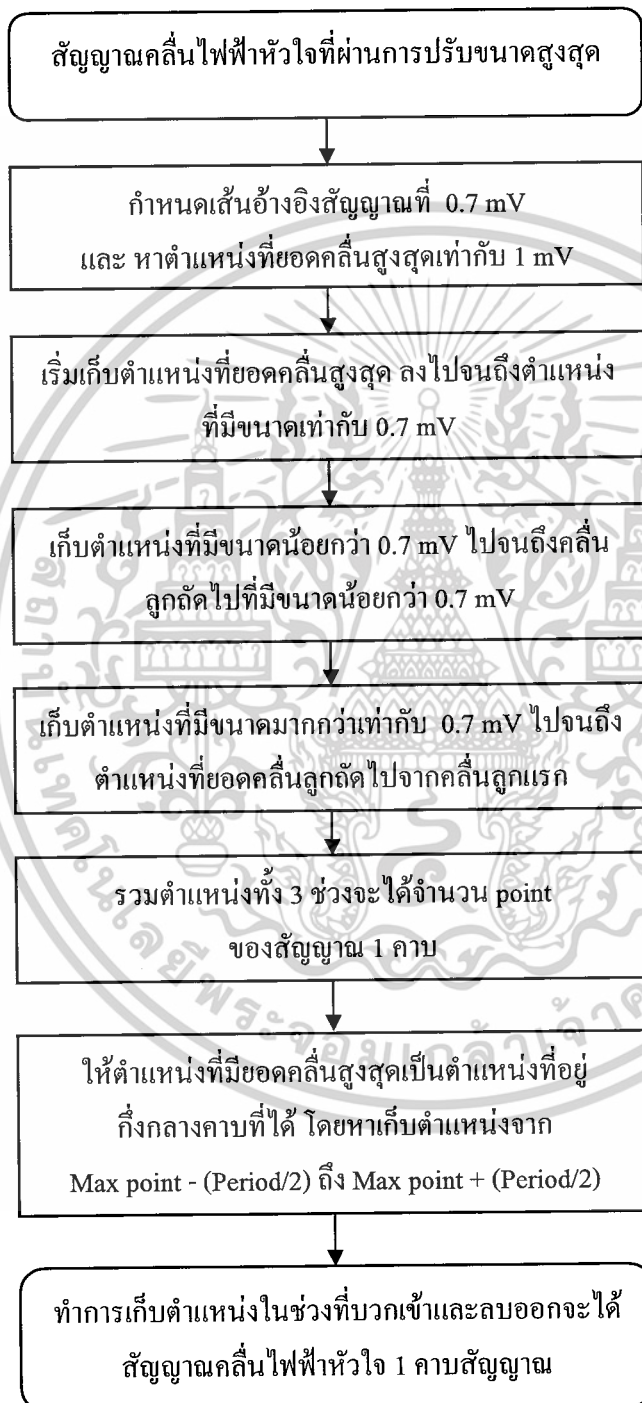 สัญญาณคลื่นไฟฟ้าหัวใจที่ผ่านการปรับขนาดสูงสุด
กำหนดเส้นอ้างอิงสัญญาณที่ 0.7 mV
และ หาตำแหน่งที่ยอดคลื่นสูงสุดเท่ากับ 1 mV
เริ่มเก็บตำแหน่งที่ยอดคลื่นสูงสุด ลงไปจนถึงตำแหน่ง
ที่มีขนาดเท่ากับ 0.7 mV
เก็บตำแหน่งที่มีขนาดน้อยกว่า 0.7 mV ไปจนถึงคลื่น
ลูกถัดไปที่มีขนาดน้อยกว่า 0.7 mV
เก็บตำแหน่งที่มีขนาดมากกว่าเท่ากับ 0.7 mV ไปจนถึง
ตำแหน่งที่ยอดคลื่นลูกถัดไปจากคลื่นลูกแรก
รวมตำแหน่งทั้ง 3 ช่วงจะได้จำนวน point
ของสัญญาณ 1 คาบ
ให้ตำแหน่งที่มียอดคลื่นสูงสุดเป็นตำแหน่งที่อยู่
กึ่งกลางคาบที่ได้ โดยหาเก็บตำแหน่งจาก
Max point - (Period/2) ถึง Max point + (Period/2)
ทำการเก็บตำแหน่งในช่วงที่บวกเข้าและลบออกจะได้
สัญญาณคลื่นไฟฟ้าหัวใจ 1 คาบสัญญาณ